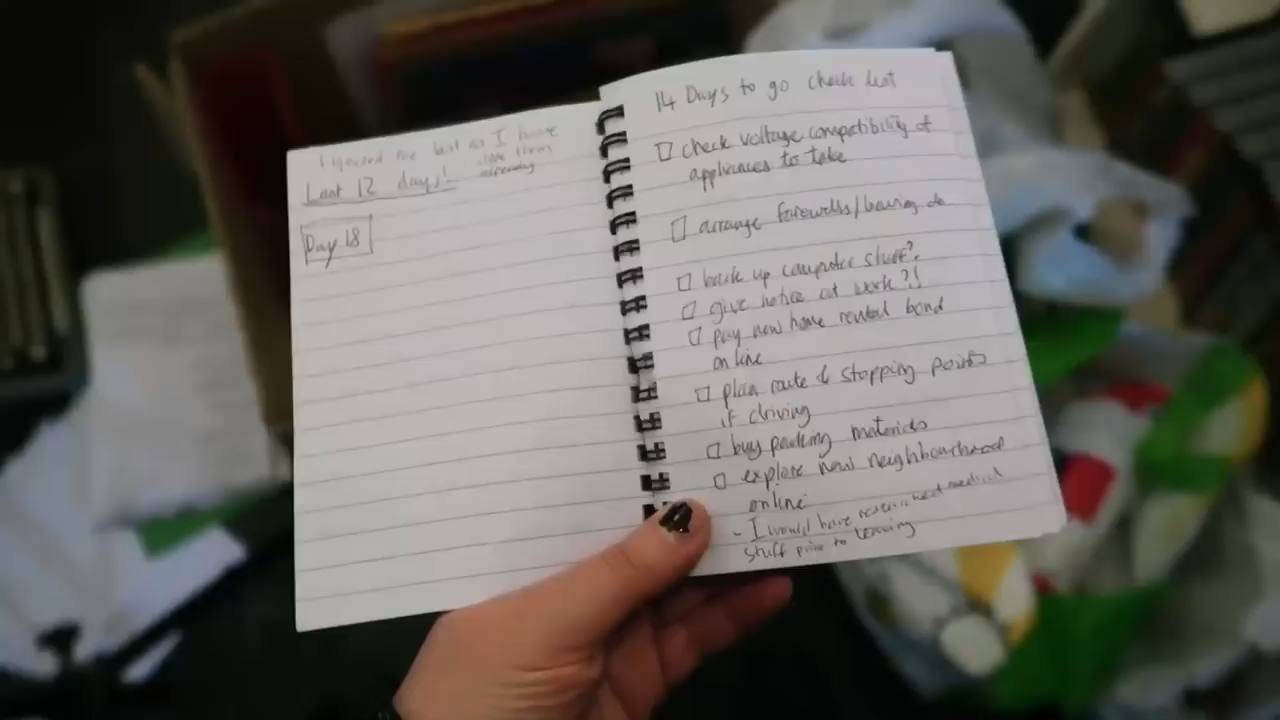 I the list as I have
done them
already
Last 12 days!
Day 18
14 Days to go check list
check voltage compatibility of
appliances to take
arrange farewells/leaving do
back up computer stuff?
give notice at work?!
pay new home rental bond
online
plan route & stopping points
if driving
buy packing materials
explore new neighbourhood
online
- I would have researched medical
stuff prior to leaving